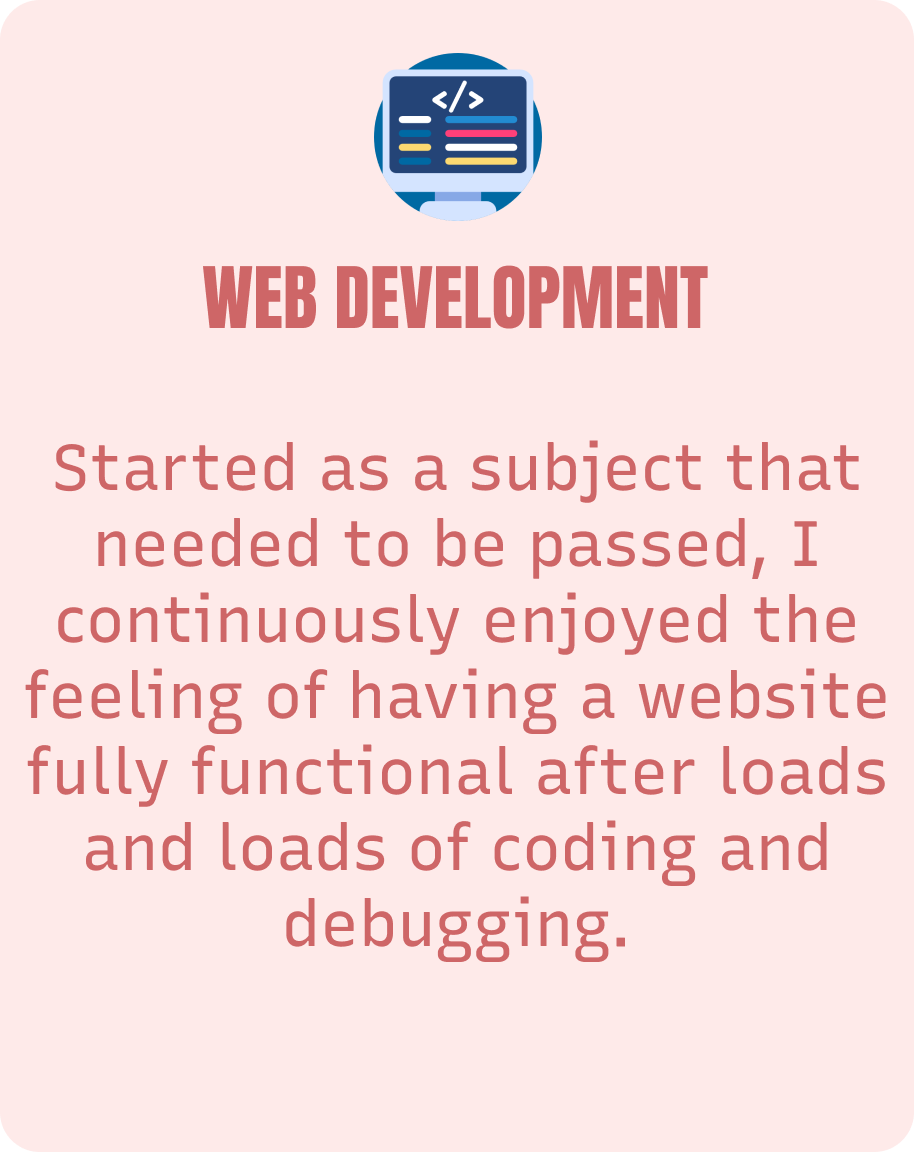 </>
WEB DEVELOPMENT
Started as a subject that
needed to be passed, I
continuously enjoyed the
feeling of having a website
fully functional after loads
and loads of coding and
debugging.